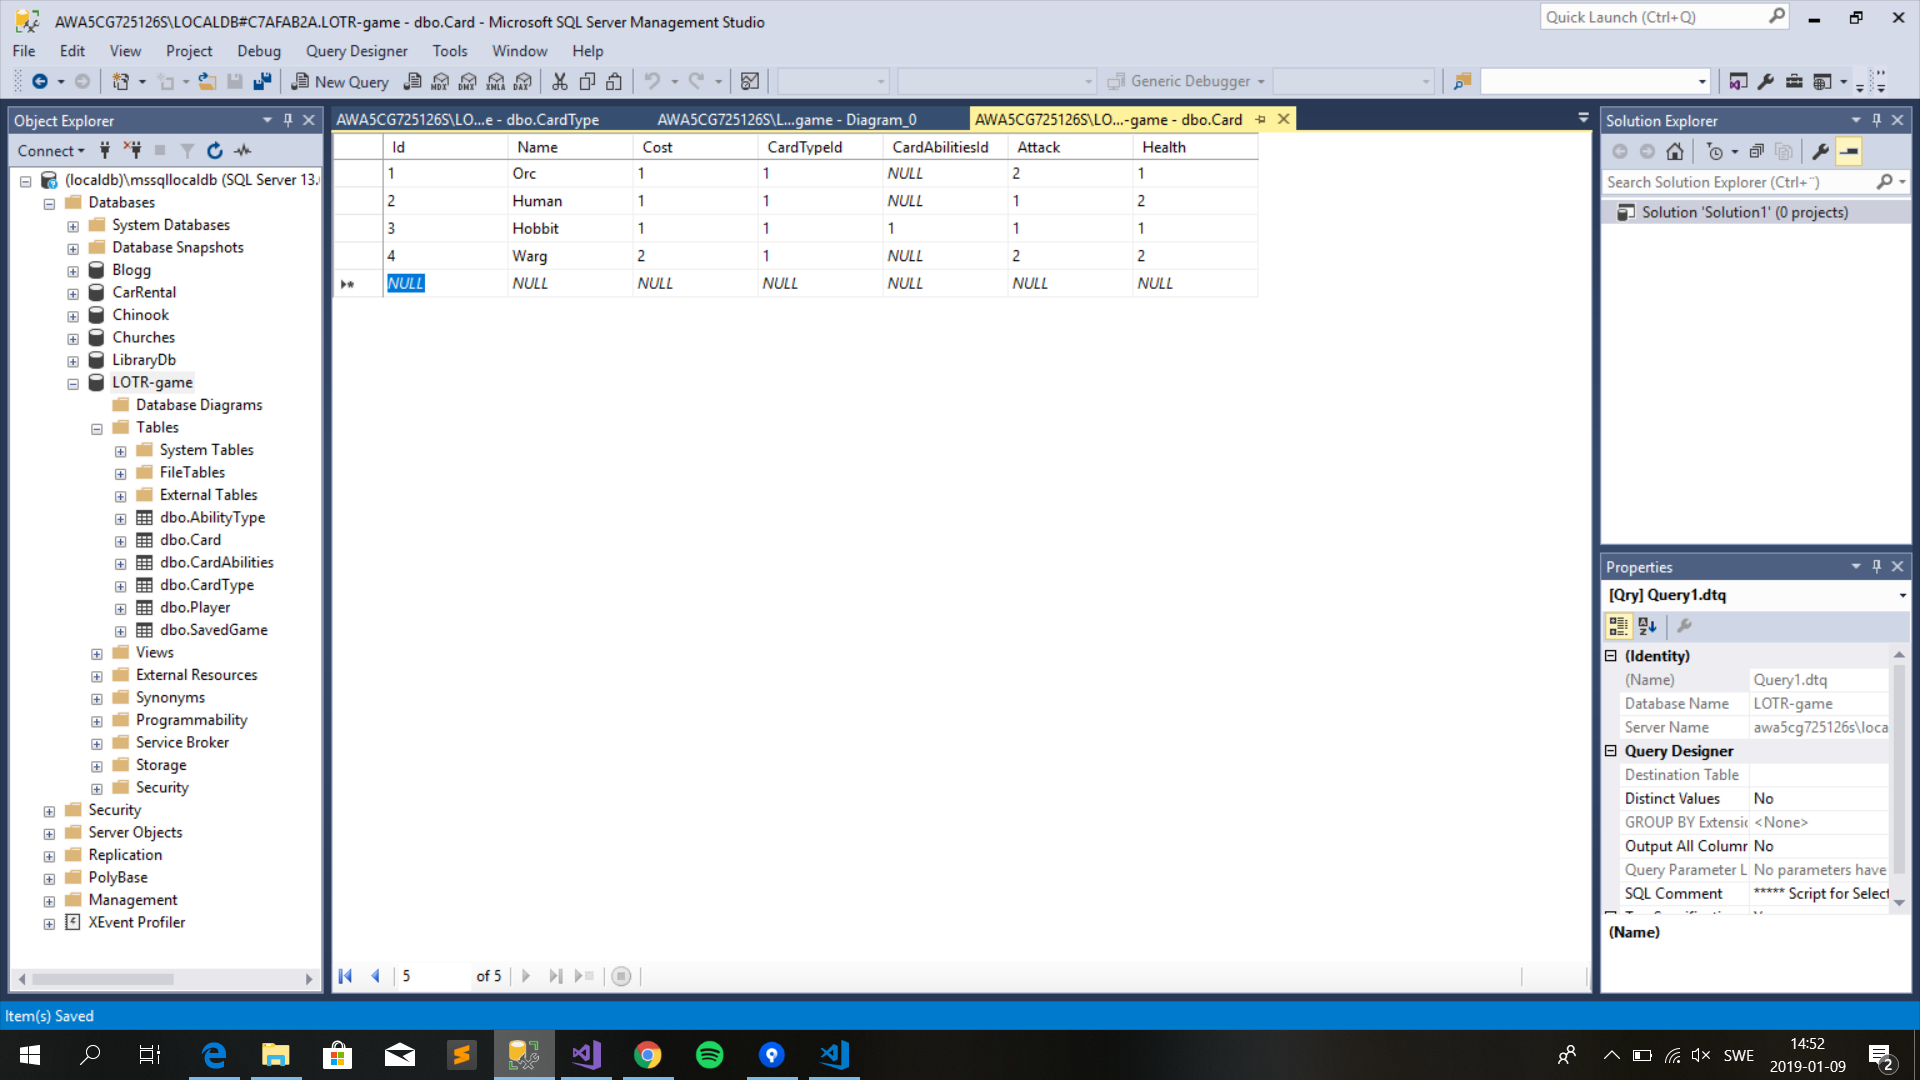 AWA5CG725126S\LOCALDB#C7AFAB2A.LOTR-game - dbo.Card - Microsoft SQL Server Management Studio
Quick Launch (Ctrl+Q)
File Edit View Project Debug Query Designer Tools Window Help
New Query MDX DMX XMLA DAX Generic Debugger
Object Explorer
Connect
(localdb)\mssqllocaldb (SQL Server 13.
Databases
System Databases
Database Snapshots
Blogg
CarRental
Chinook
Churches
LibraryDb
LOTR-game
Database Diagrams
Tables
System Tables
FileTables
External Tables
dbo.AbilityType
dbo.Card
dbo.CardAbilities
dbo.CardType
dbo.Player
dbo.SavedGame
Views
External Resources
Synonyms
Programmability
Service Broker
Storage
Security
Security
Server Objects
Replication
PolyBase
Management
XEvent Profiler
AWA5CG725126S\LO...e - dbo.CardType AWA5CG725126S\L...game - Diagram_0 AWA5CG725126S\LO...-game - dbo.Card
Id Name Cost CardTypeId CardAbilitiesId Attack Health
1 Orc 1 1 NULL 2 1
2 Human 1 1 NULL 1 2
3 Hobbit 1 1 1 1 1
4 Warg 2 1 NULL 2 2
NULL NULL NULL NULL NULL NULL NULL
5 of 5
Solution Explorer
Search Solution Explorer (Ctrl+¨)
Solution 'Solution1' (0 projects)
Properties
[Qry] Query1.dtq
(Identity)
(Name) Query1.dtq
Database Name LOTR-game
Server Name awa5cg725126s\loca
Query Designer
Destination Table
Distinct Values No
GROUP BY Extensio <None>
Output All Column No
Query Parameter L No parameters have
SQL Comment ***** Script for Select
(Name)
Item(s) Saved
SWE
14:52
2019-01-09
2